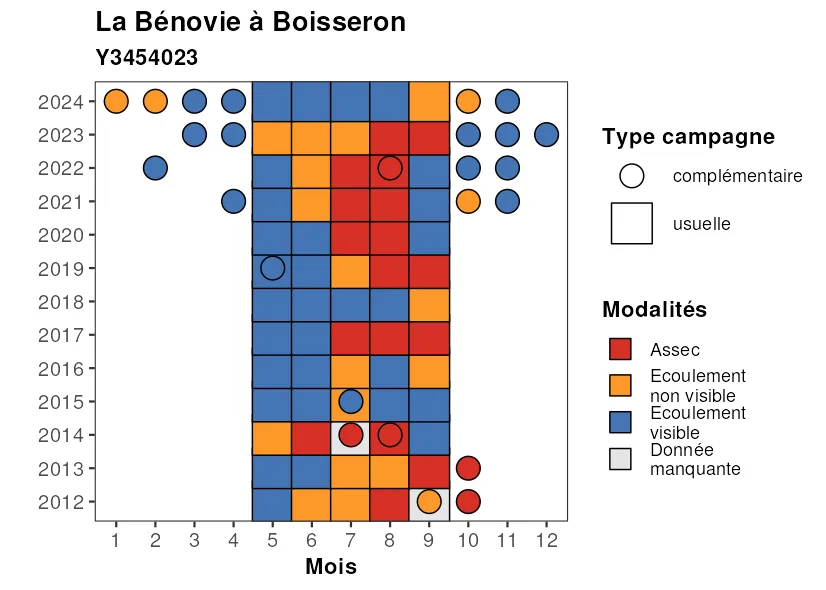 La Bénovie à Boisseron
Y3454023
2024
2023
2022
2021
2020
2019
2018
2017
2016
2015
2014
2013
2012
1 2 3 4 5 6 7 8 9 10 11 12
Mois
Type campagne
complémentaire
usuelle
Modalités
Assec
Ecoulement
non visible
Ecoulement
visible
Donnée
manquante